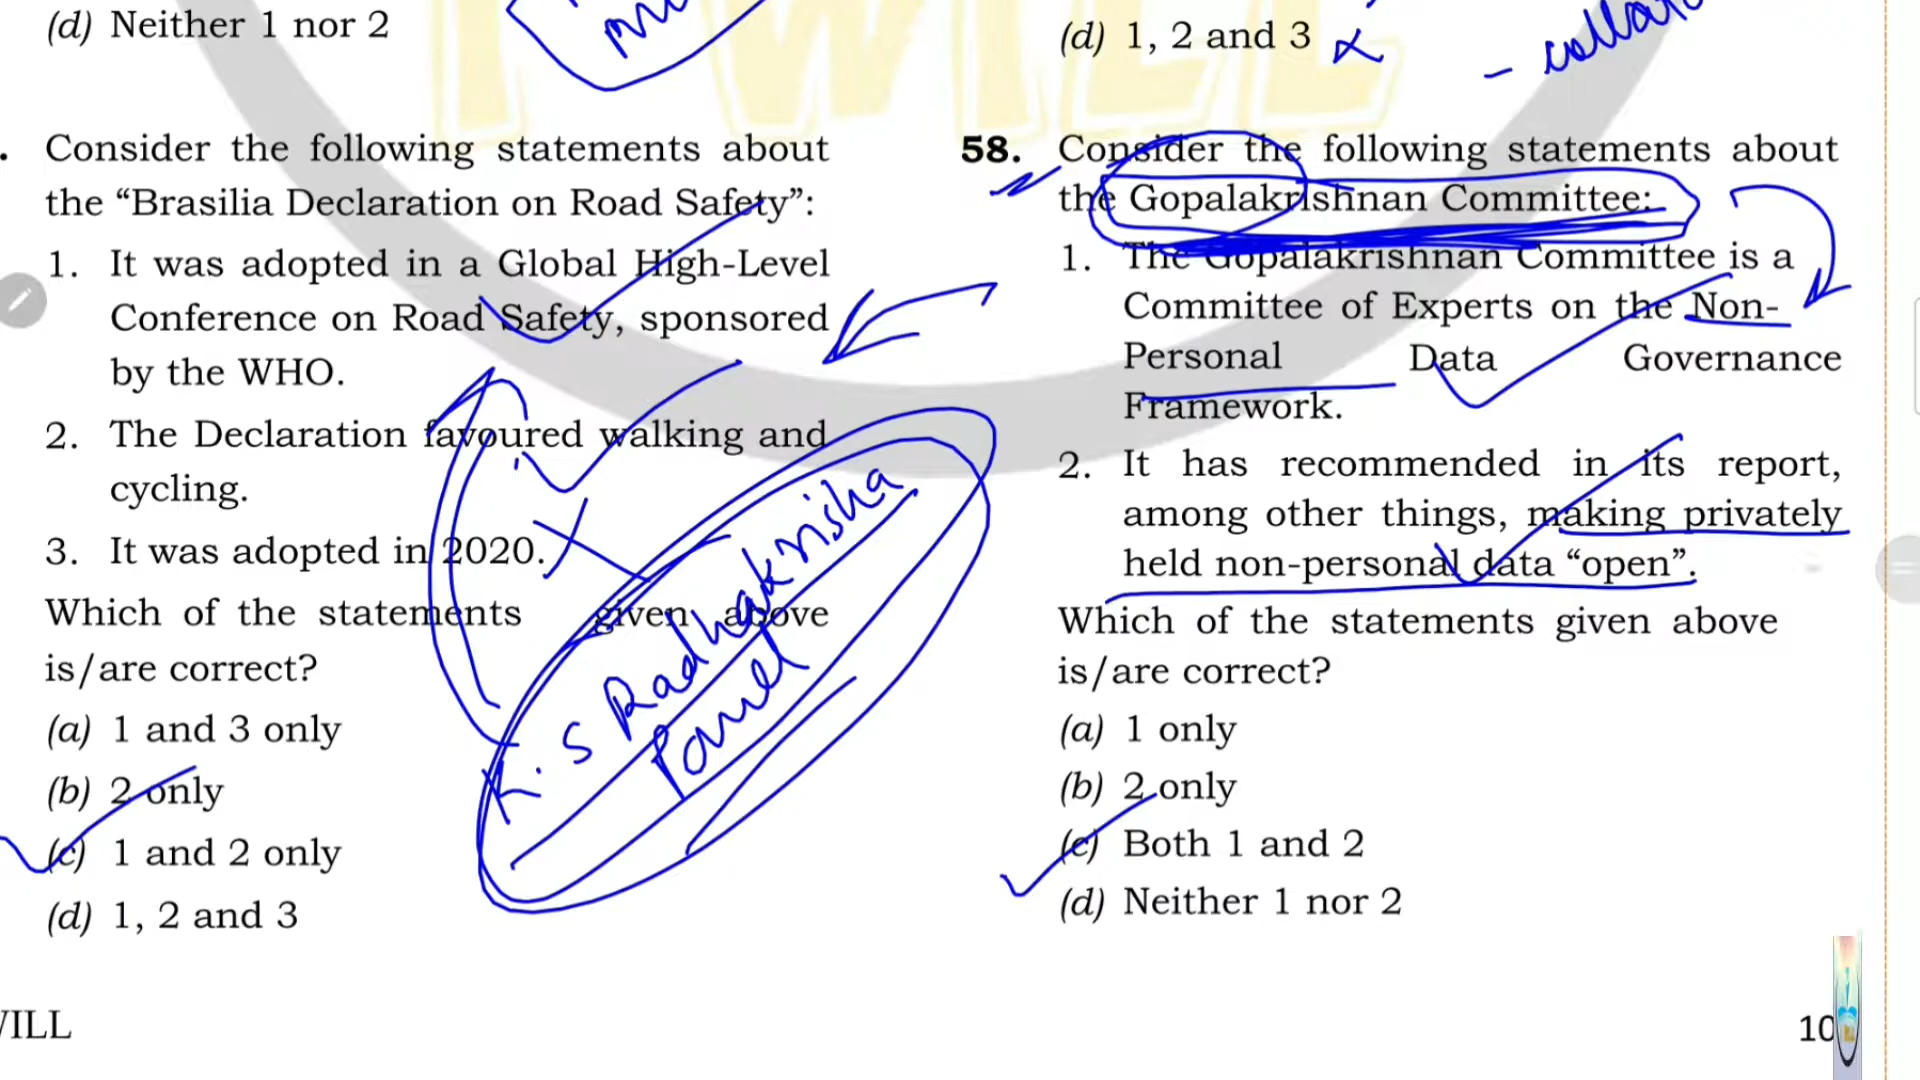 (d) Neither 1 nor 2
. Consider the following statements about
the “Brasilia Declaration on Road Safety”:
1. It was adopted in a Global High-Level
Conference on Road Safety, sponsored
by the WHO.
2. The Declaration favoured walking and
cycling.
3. It was adopted in 2020.
Which of the statements given above
is/are correct?
(a) 1 and 3 only
(b) 2 only
(c) 1 and 2 only
(d) 1, 2 and 3
K. S Radhakrisha
Panel
WILL
(d) 1, 2 and 3
58. Consider the following statements about
the Gopalakrishnan Committee:
1. The Gopalakrishnan Committee is a
Committee of Experts on the Non-
Personal Data Governance
Framework.
2. It has recommended in its report,
among other things, making privately
held non-personal data “open”.
Which of the statements given above
is/are correct?
(a) 1 only
(b) 2 only
(c) Both 1 and 2
(d) Neither 1 nor 2
10